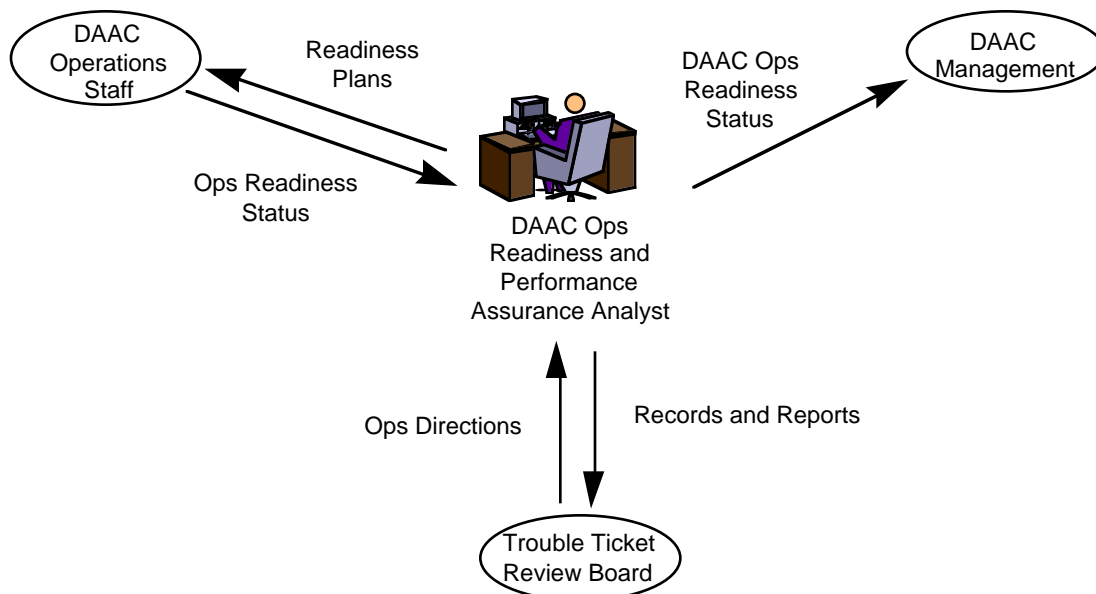 DAAC
Operations
Staff
Readiness
Plans
DAAC Ops
Readiness
Status
DAAC
Management
Ops Readiness
Status
DAAC Ops
Readiness and
Performance
Assurance Analyst
Ops Directions
Records and Reports
Trouble Ticket
Review Board